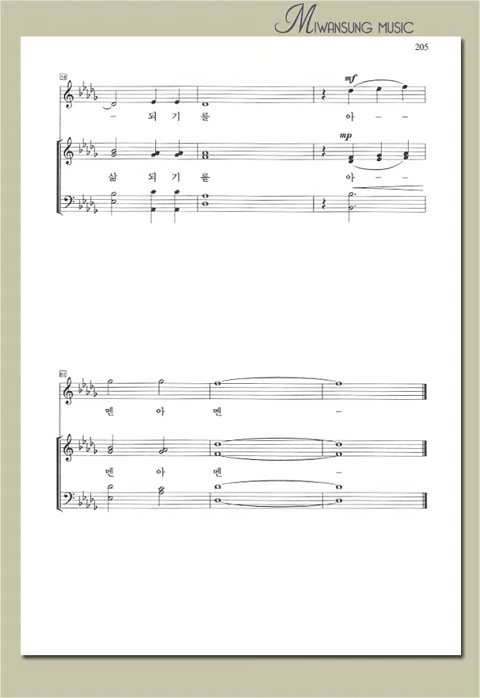 MIWANSUNG MUSIC
205
mf
– 되 기 를 아 – –
mp
삶 되 기 를 아 – –
멘 아 멘 –
멘 아 멘 –